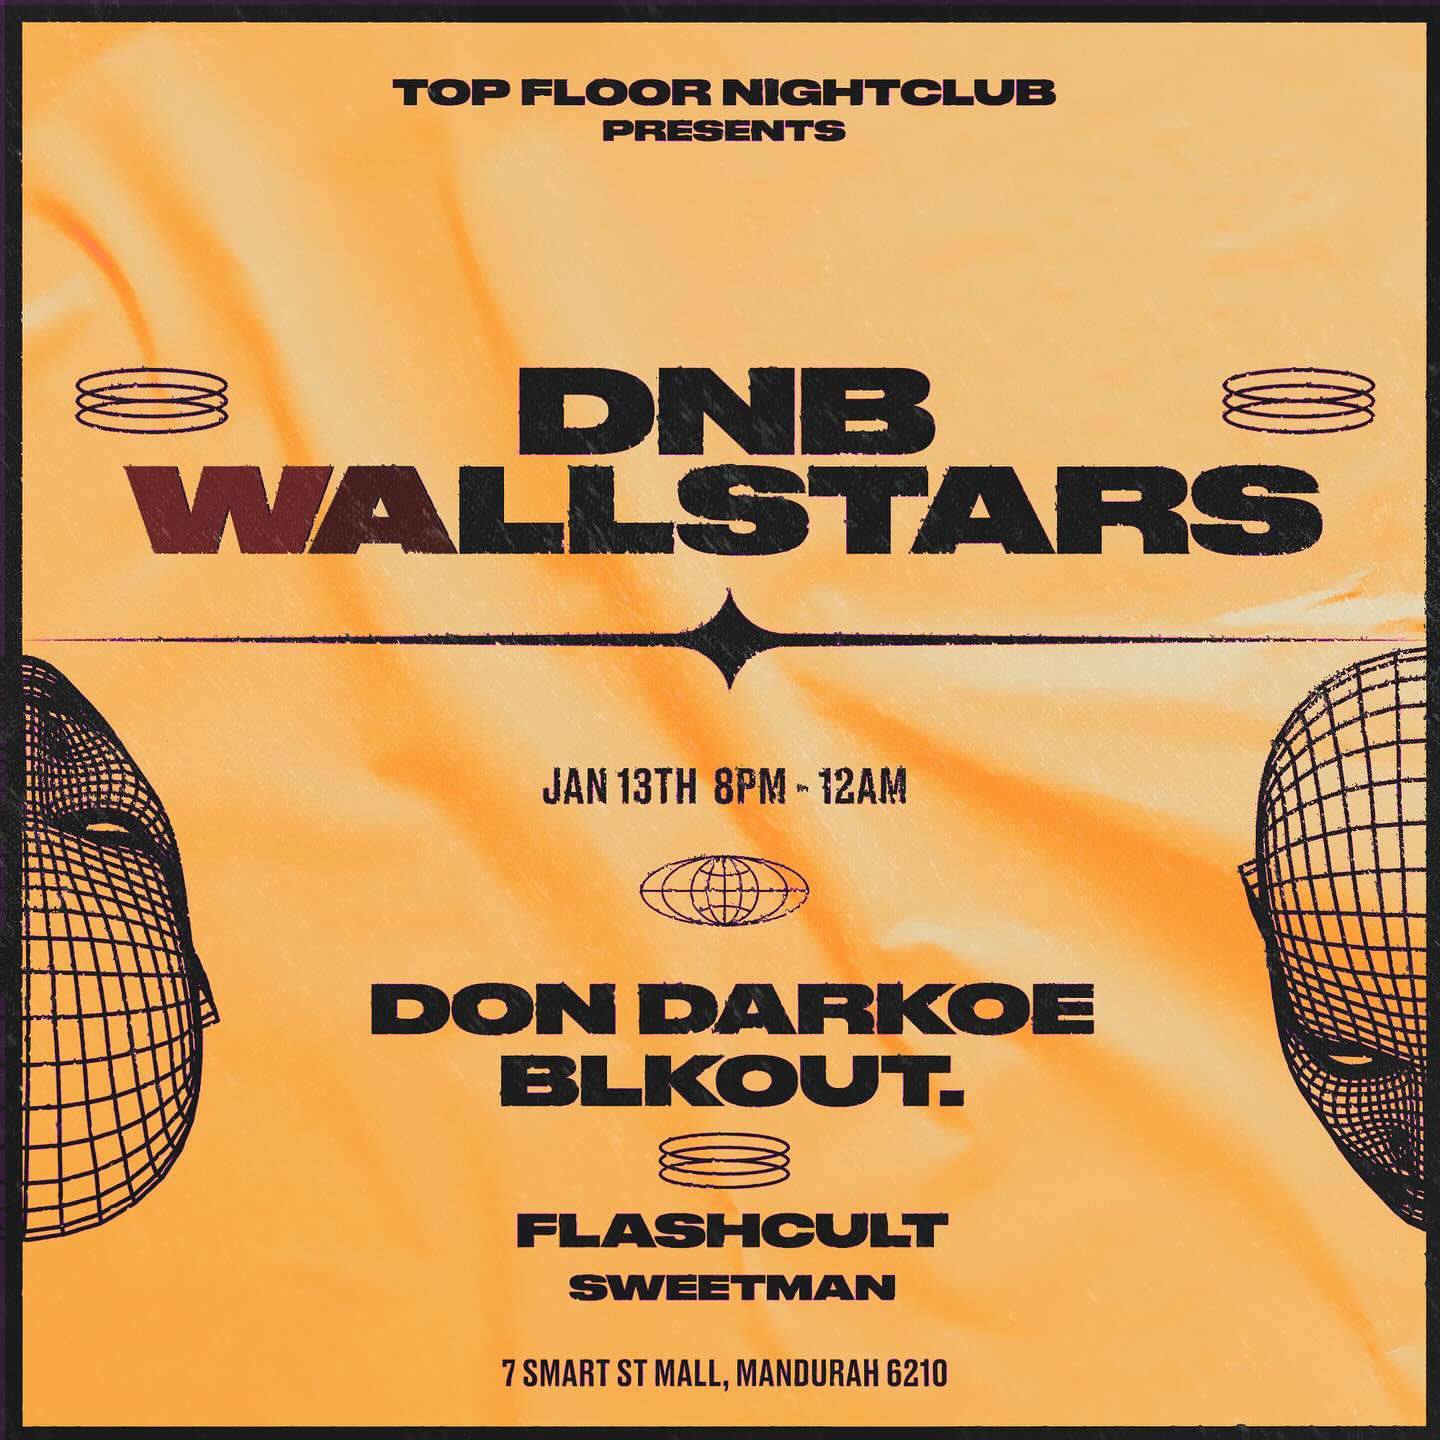 TOP FLOOR NIGHTCLUB
PRESENTS
DNB
WALLSTARS
JAN 13TH 8PM - 12AM
DON DARKOE
BLKOUT.
FLASHCULT
SWEETMAN
7 SMART ST MALL, MANDURAH 6210